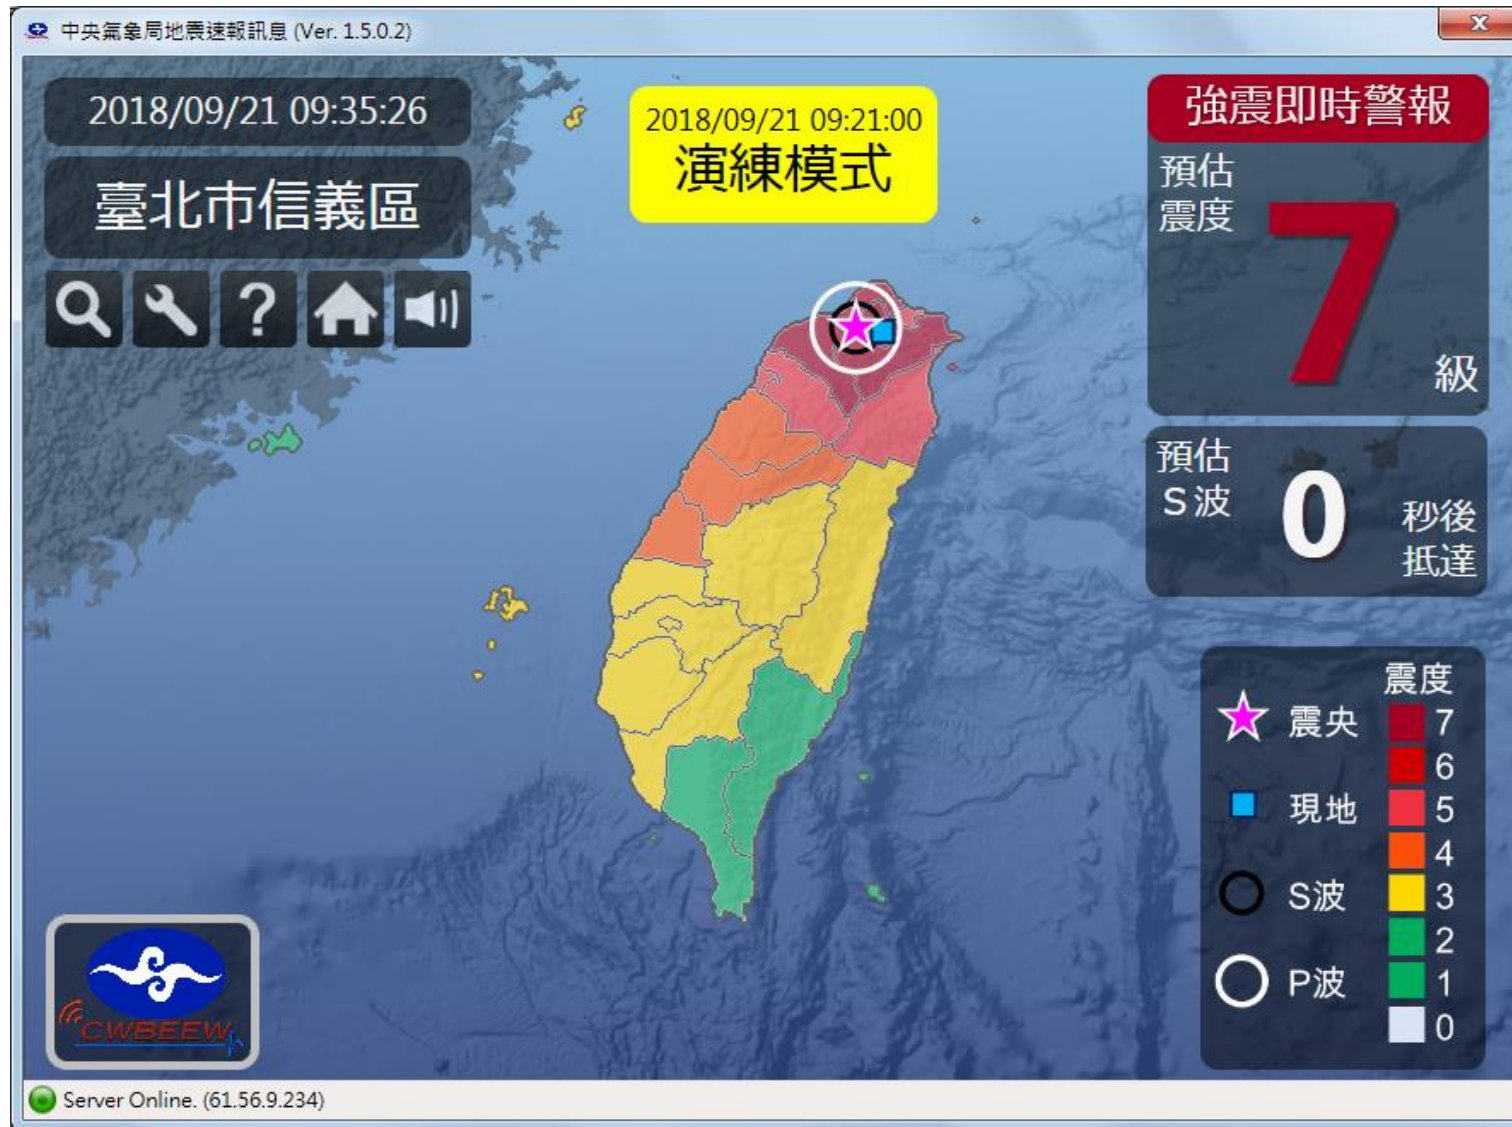 中央氣象局地震速報訊息 (Ver. 1.5.0.2)
2018/09/21 09:35:26
臺北市信義區
?
2018/09/21 09:21:00
演練模式
強震即時警報
預估
震度
7
級
預估
S波
0
秒後
抵達
震度
震央
現地
S波
P波
7
6
5
4
3
2
1
0
CWBEEW
Server Online. (61.56.9.234)